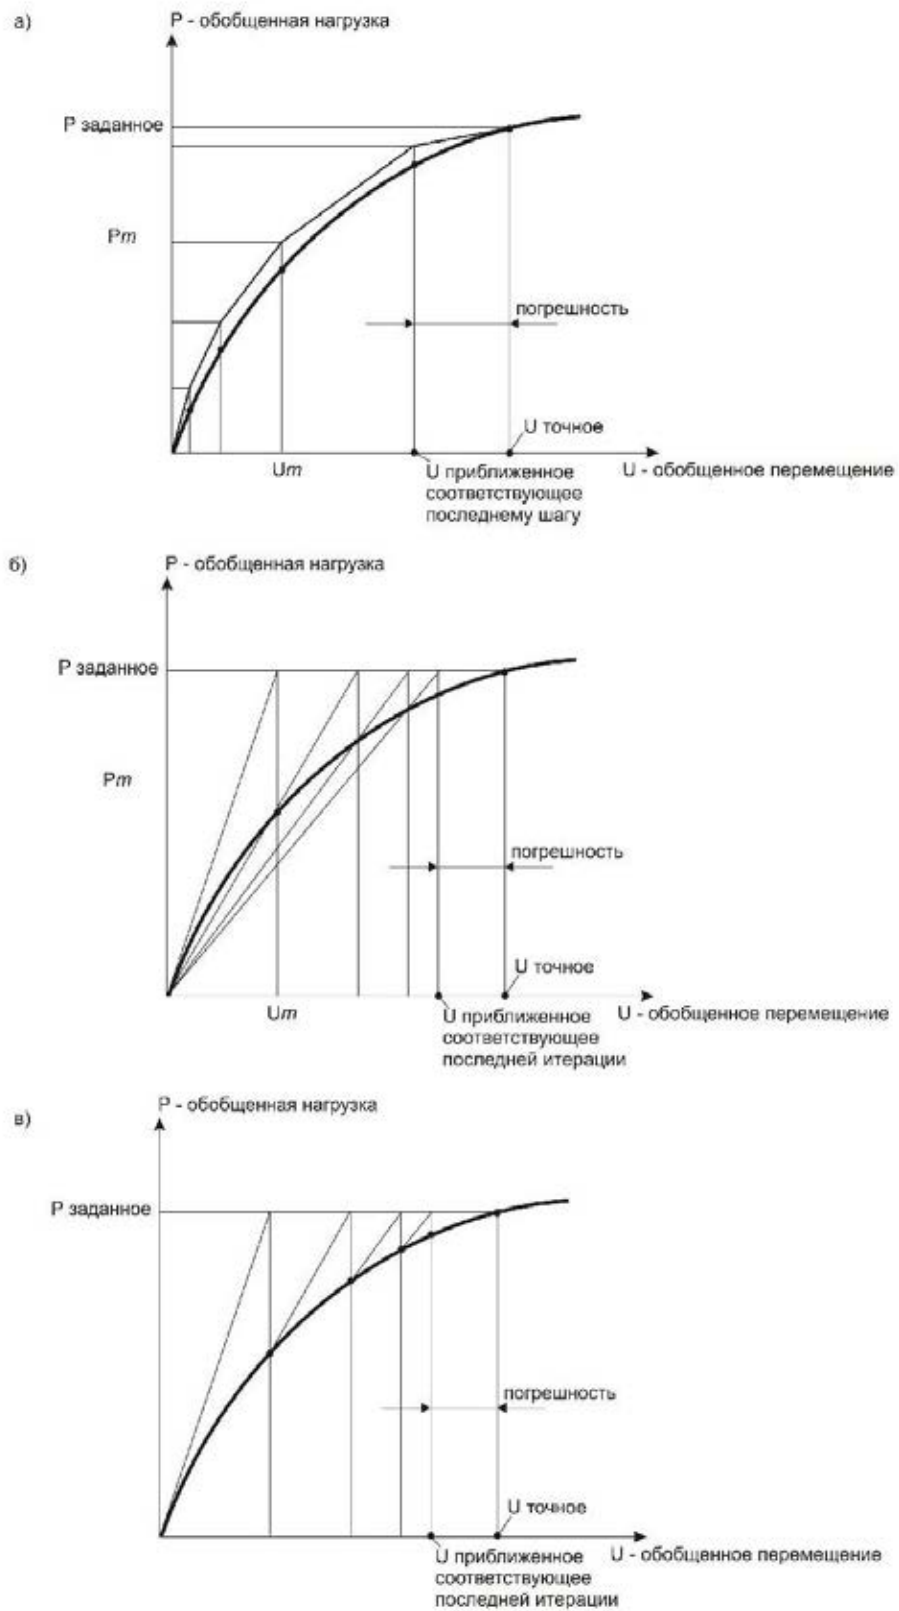 а)
P - обобщенная нагрузка
P заданное
Pm
погрешность
U точное
Um
U приближенное
соответствующее
последнему шагу
U - обобщенное перемещение
б)
P - обобщенная нагрузка
P заданное
Pm
погрешность
U точное
Um
U приближенное
соответствующее
последней итерации
U - обобщенное перемещение
в)
P - обобщенная нагрузка
P заданное
погрешность
U точное
U приближенное
соответствующее
последней итерации
U - обобщенное перемещение